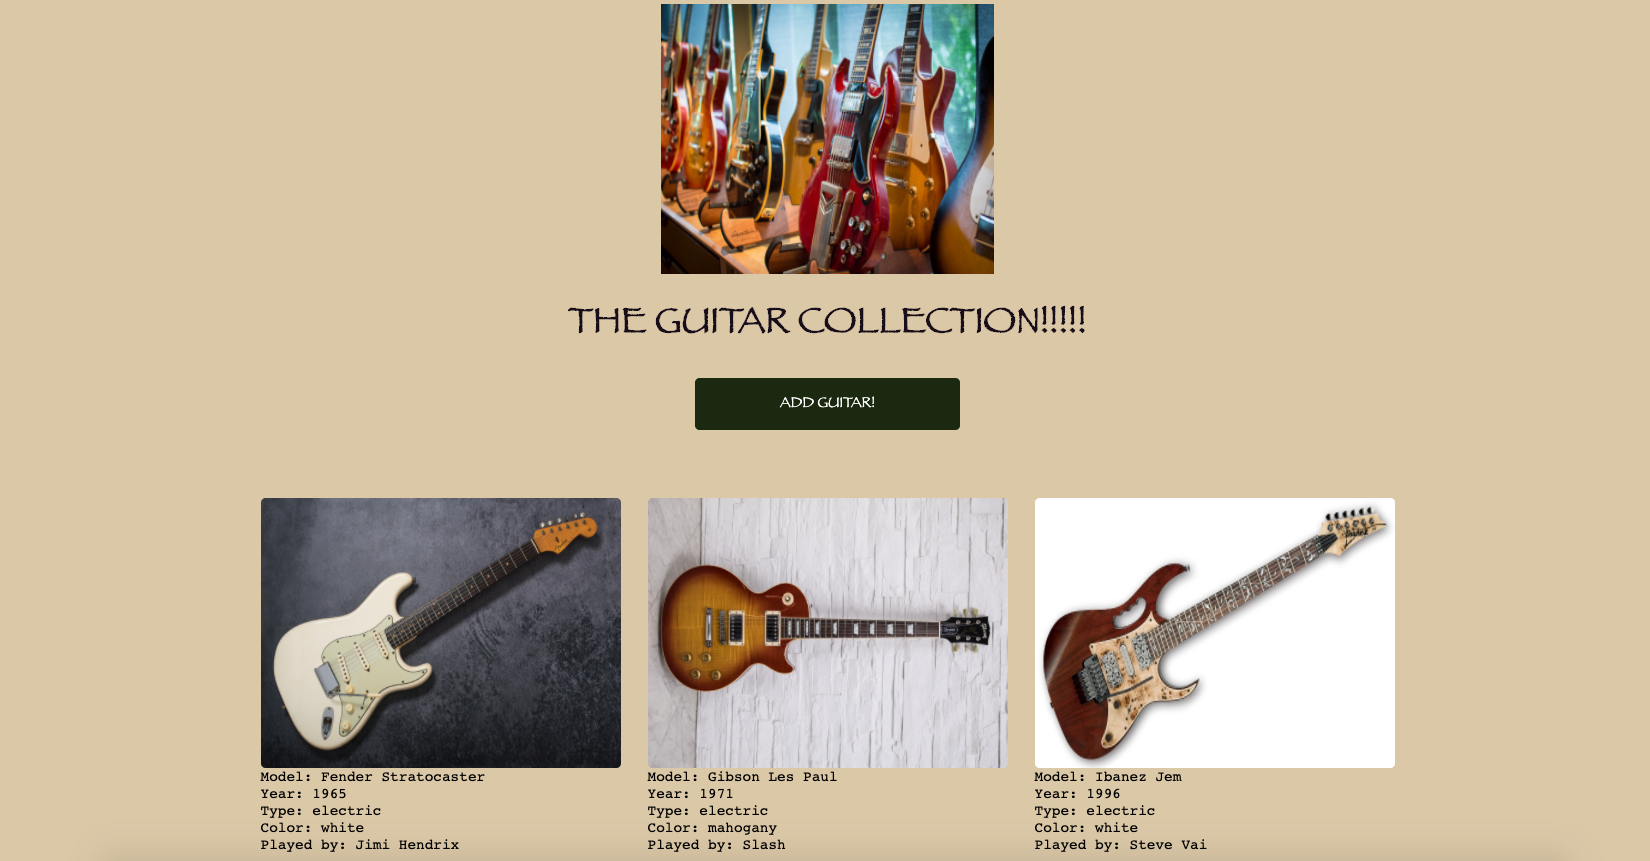 THE GUITAR COLLECTION!!!!!
ADD GUITAR!
Model: Fender Stratocaster
Year: 1965
Type: electric
Color: white
Played by: Jimi Hendrix
Model: Gibson Les Paul
Year: 1971
Type: electric
Color: mahogany
Played by: Slash
Ibanez
Model: Ibanez Jem
Year: 1996
Type: electric
Color: white
Played by: Steve Vai